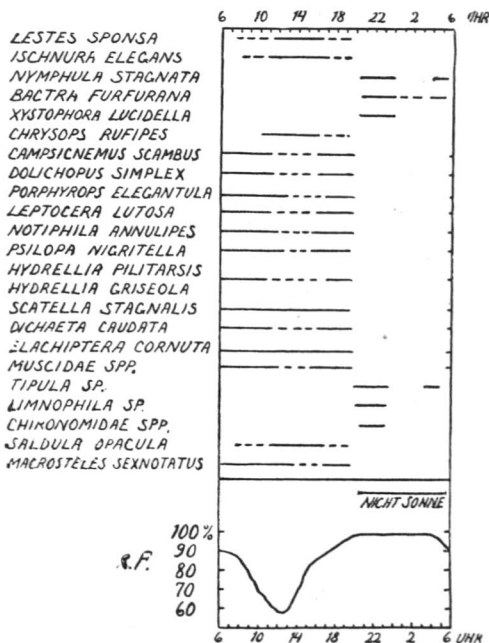 6 10 14 18 22 2 6 UHR
LESTES SPONSA
ISCHNURA ELEGANS
NYMPHULA STAGNATA
BACTRA FURFURANA
XYSTOPHORA LUCIDELLA
CHRYSOPS RUFIPES
CAMPSICNEMUS SCAMBUS
DOLICHOPUS SIMPLEX
PORPHYROPS ELEGANTULA
LEPTOCERA LUTOSA
NOTIPHILA ANNULIPES
PSILOPA NIGRITELLA
HYDRELLIA PILITARSIS
HYDRELLIA GRISEOLA
SCATELLA STAGNALIS
DICHAETA CAUDATA
ELACHIPTERA CORNUTA
MUSCIDAE SPP.
TIPULA SP.
LIMNOPHILA SP.
CHIRONOMIDAE SPP.
SALDULA OPACULA
MACROSTELES SEXNOTATUS
NICHT SONNE
100%
90
R.F. 80
70
60
6 10 14 18 22 2 6 UHR